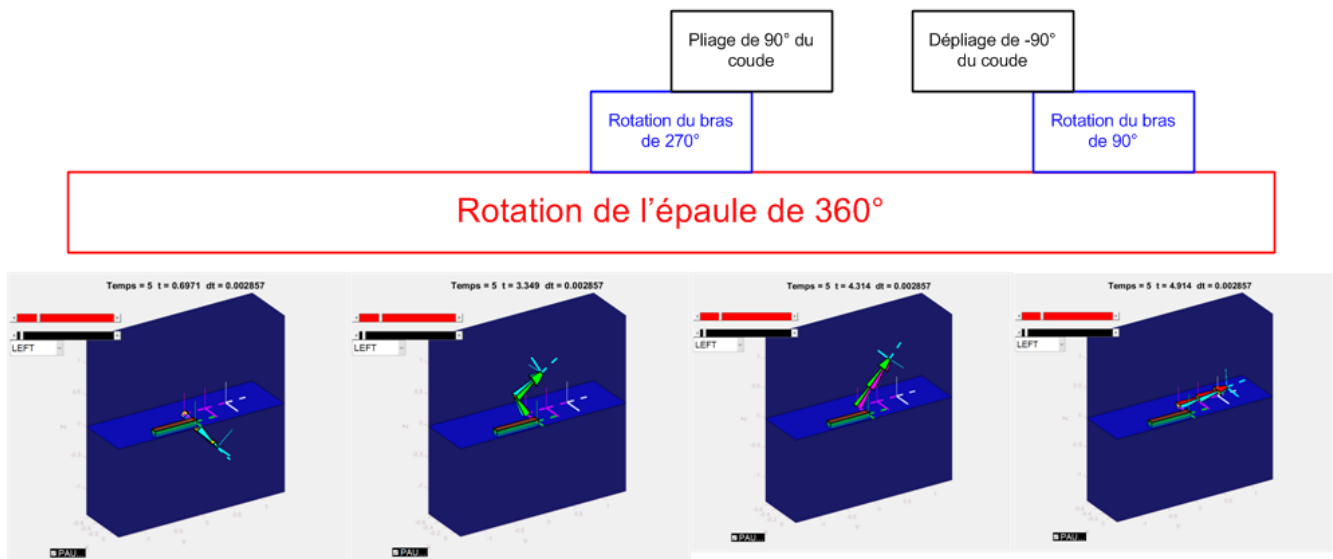 Pliage de 90° du
coude
Dépliage de -90°
du coude
Rotation du bras
de 270°
Rotation du bras
de 90°
Rotation de l’épaule de 360°
Temps = 5 t = 0.6971 dt = 0.002857
LEFT
PAU
Temps = 5 t = 3.349 dt = 0.002857
LEFT
PAU
Temps = 5 t = 4.314 dt = 0.002857
LEFT
PAU
Temps = 5 t = 4.914 dt = 0.002857
LEFT
PAU